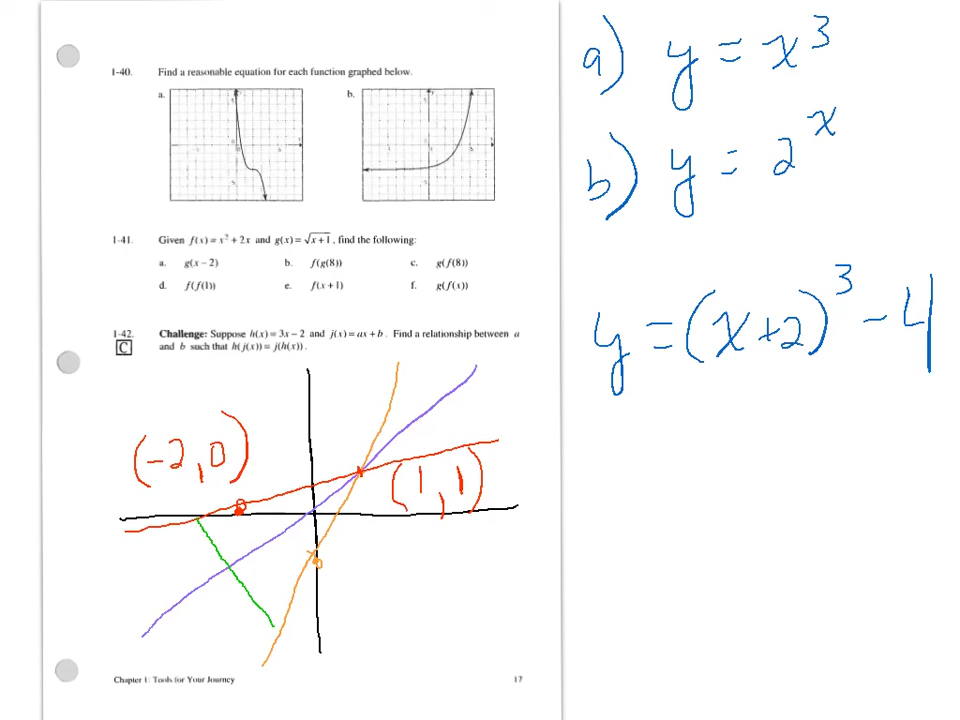 1-40. Find a reasonable equation for each function graphed below.
a. b.
1-41. Given f(x) = x² + 2x and g(x) = √x+1, find the following:
a. g(x − 2) b. f(g(8)) c. g(f(8))
d. f(f(1)) e. f(x + 1) f. g(f(x))
1-42. Challenge: Suppose h(x) = 3x − 2 and j(x) = ax + b. Find a relationship between a
C and b such that h(j(x)) = j(h(x)).
(-2, 0)
(1, 1)
Chapter 1: Tools for Your Journey 17
a) y = x³
b) y = 2^x
y = (x+2)³ - 4